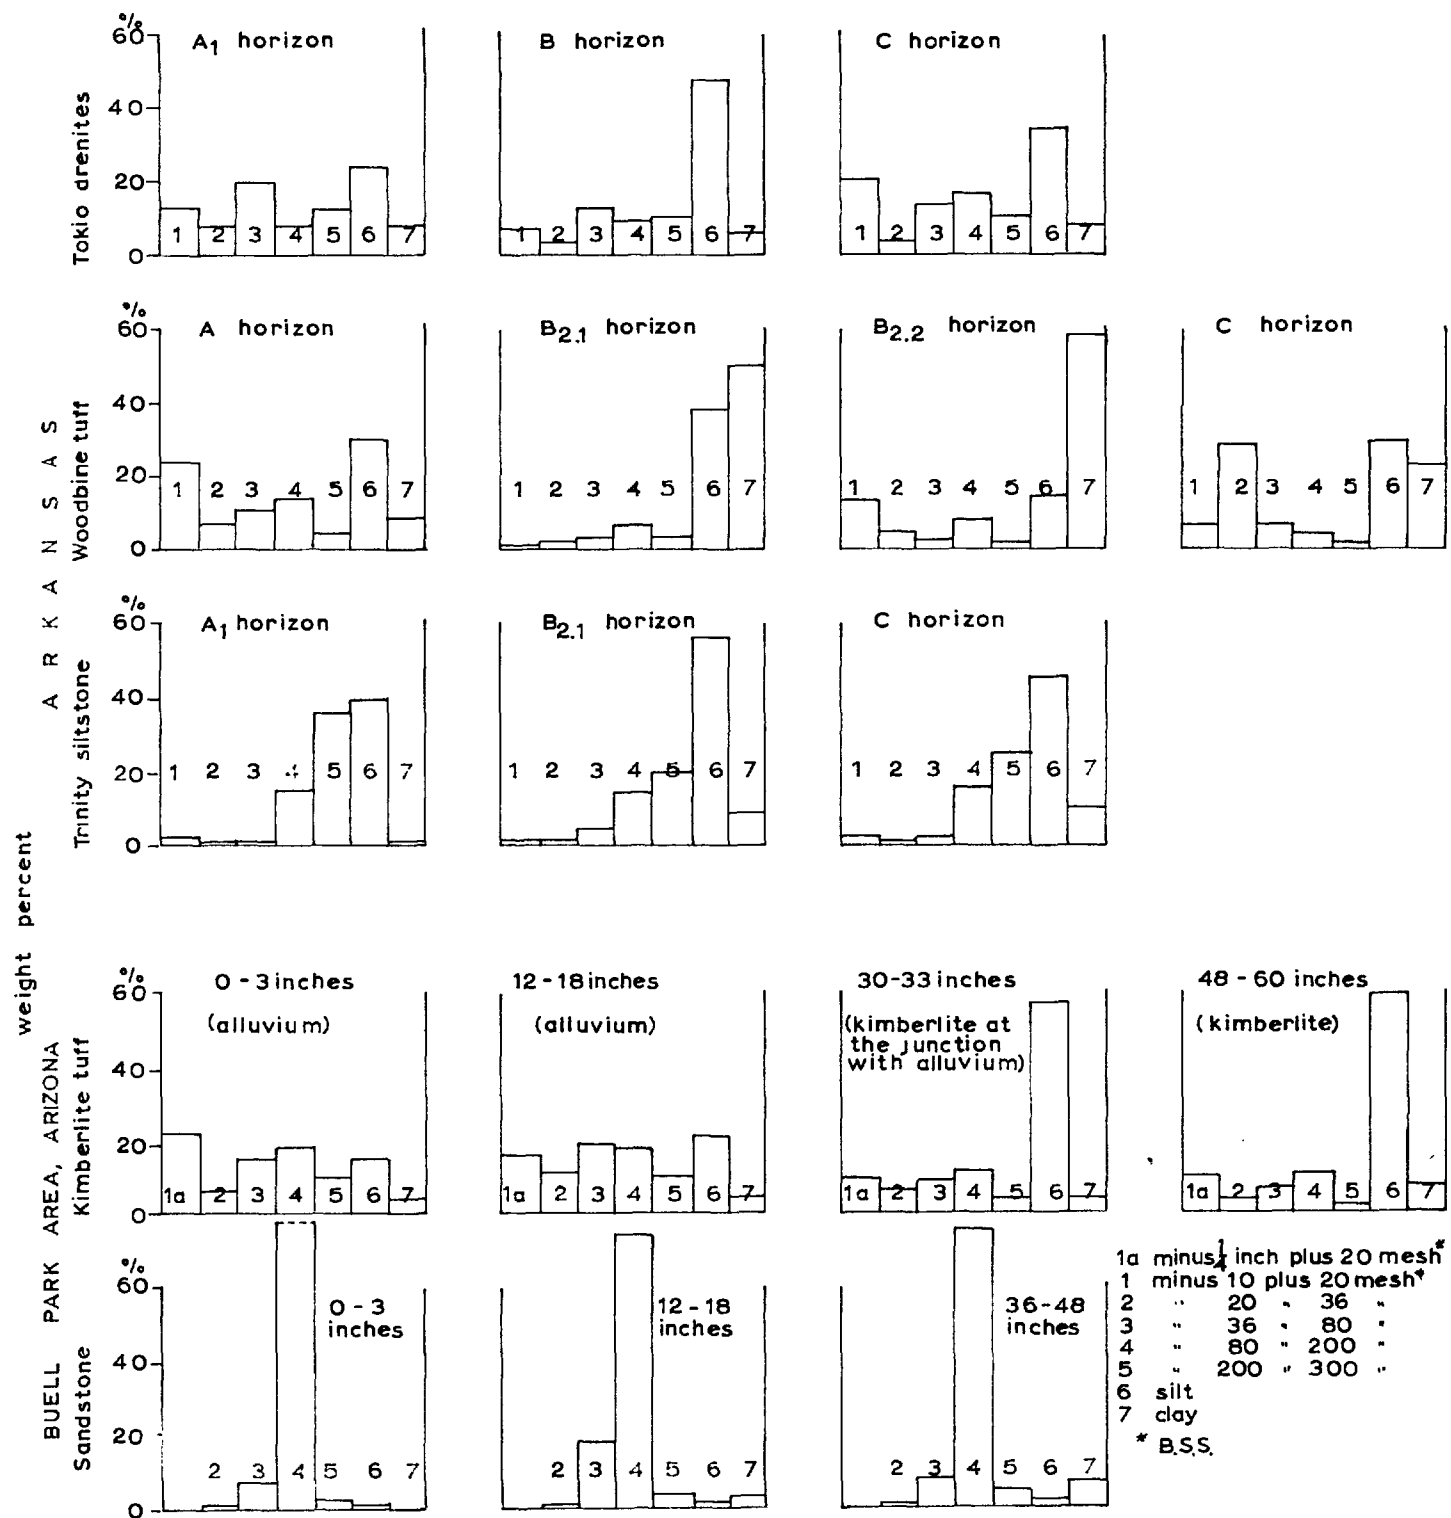 weight percent
A R K A N S A S
Tokio drenites
%
60
40
20
0
A1 horizon
1 2 3 4 5 6 7
B horizon
1 2 3 4 5 6 7
C horizon
1 2 3 4 5 6 7
Woodbine tuff
%
60
40
20
0
A horizon
1 2 3 4 5 6 7
B2.1 horizon
1 2 3 4 5 6 7
B2.2 horizon
1 2 3 4 5 6 7
C horizon
1 2 3 4 5 6 7
Trinity siltstone
%
60
40
20
0
A1 horizon
1 2 3 4 5 6 7
B2.1 horizon
1 2 3 4 5 6 7
C horizon
1 2 3 4 5 6 7
BUELL PARK AREA, ARIZONA
Kimberlite tuff
%
60
40
20
0
0-3 inches
(alluvium)
1a 2 3 4 5 6 7
12-18 inches
(alluvium)
1a 2 3 4 5 6 7
30-33 inches
(kimberlite at
the junction
with alluvium)
1a 2 3 4 5 6 7
48-60 inches
(kimberlite)
1a 2 3 4 5 6 7
Sandstone
%
60
40
20
0
0-3
inches
2 3 4 5 6 7
12-18
inches
2 3 4 5 6 7
36-48
inches
2 3 4 5 6 7
1a minus 1/4 inch plus 20 mesh*
1 minus 10 plus 20 mesh*
2 " 20 " 36 "
3 " 36 " 80 "
4 " 80 " 200 "
5 " 200 " 300 "
6 silt
7 clay
* B.S.S.